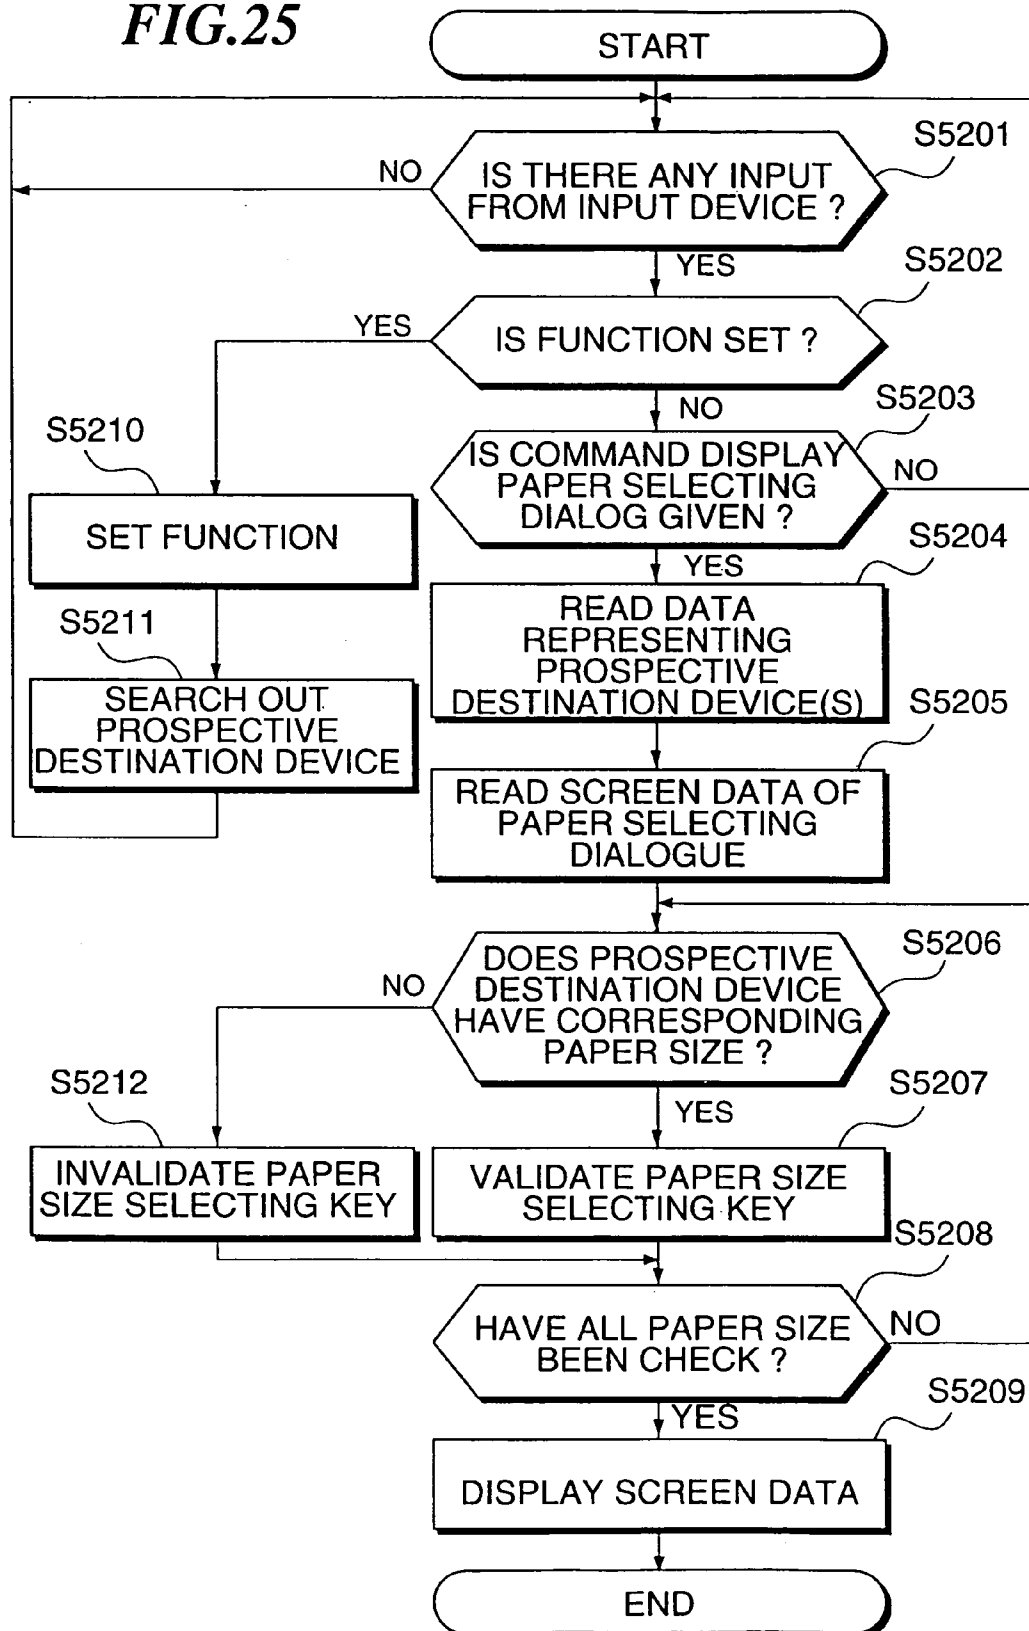 FIG.25
START
S5201
IS THERE ANY INPUT
FROM INPUT DEVICE ?
NO
YES
S5202
IS FUNCTION SET ?
YES
NO
S5203
IS COMMAND DISPLAY
PAPER SELECTING
DIALOG GIVEN ?
NO
YES
S5210
SET FUNCTION
S5204
READ DATA
REPRESENTING
PROSPECTIVE
DESTINATION DEVICE(S)
S5211
SEARCH OUT
PROSPECTIVE
DESTINATION DEVICE
S5205
READ SCREEN DATA OF
PAPER SELECTING
DIALOGUE
S5206
DOES PROSPECTIVE
DESTINATION DEVICE
HAVE CORRESPONDING
PAPER SIZE ?
NO
YES
S5212
INVALIDATE PAPER
SIZE SELECTING KEY
S5207
VALIDATE PAPER SIZE
SELECTING KEY
S5208
HAVE ALL PAPER SIZE
BEEN CHECK ?
NO
YES
S5209
DISPLAY SCREEN DATA
END